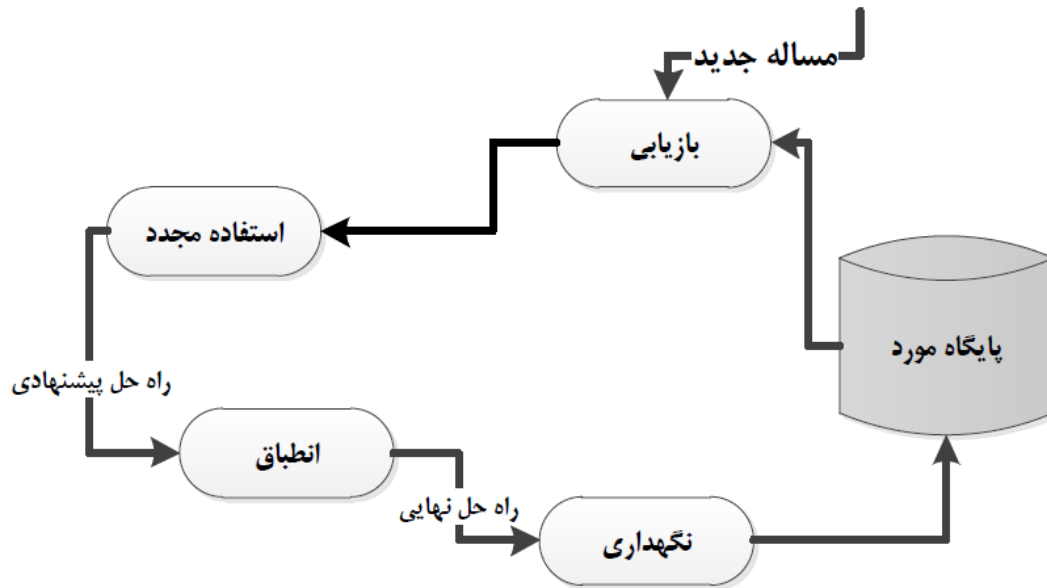 مساله جدید
بازیابی
استفاده مجدد
پایگاه مورد
راه حل پیشنهادی
انطباق
راه حل نهایی
نگهداری